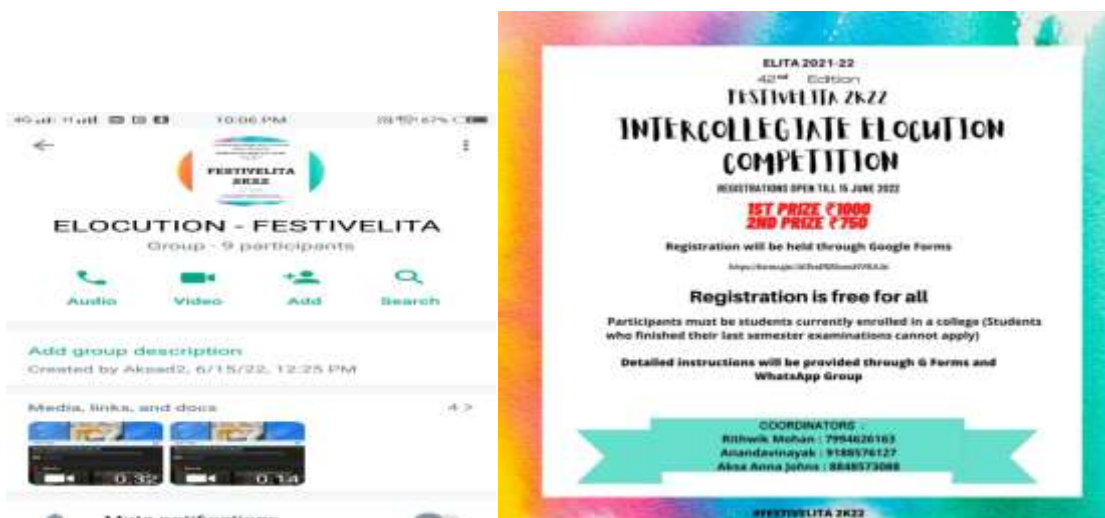 10:06 PM
67%
FESTIVELITA
2K22
ELOCUTION - FESTIVELITA
Group · 9 participants
Audio Video Add Search
Add group description
Created by Aksad2, 6/15/22, 12:25 PM
Media, links, and docs 4 >
0:32 0:14
Mute notifications
ELITA 2021-22
42nd Edition
FESTIVELITA 2K22
INTERCOLLEGIATE ELOCUTION
COMPETITION
REGISTRATIONS OPEN TILL 15 JUNE 2022
1ST PRIZE ₹1000
2ND PRIZE ₹750
Registration will be held through Google Forms
Registration is free for all
Participants must be students currently enrolled in a college (Students
who finished their last semester examinations cannot apply)
Detailed instructions will be provided through G Forms and
WhatsApp Group
COORDINATORS :
Rithwik Mohan : 7994626163
Anandavinayak : 9188576127
Aksa Anna Johns : 8848573088
#FESTIVELITA 2K22